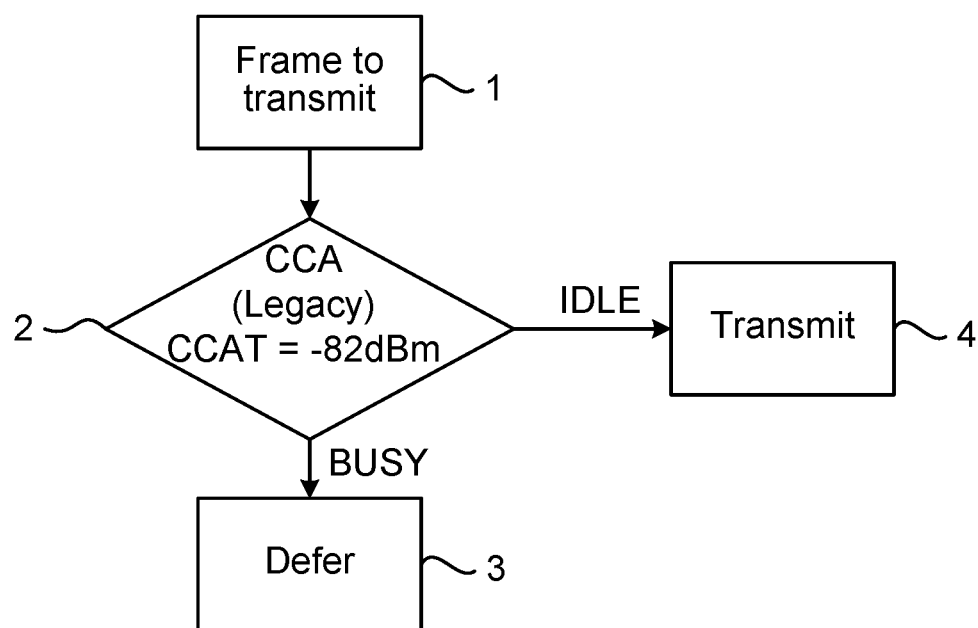 Frame to
transmit
1
CCA
(Legacy)
CCAT = -82dBm
2
IDLE
Transmit
4
BUSY
Defer
3